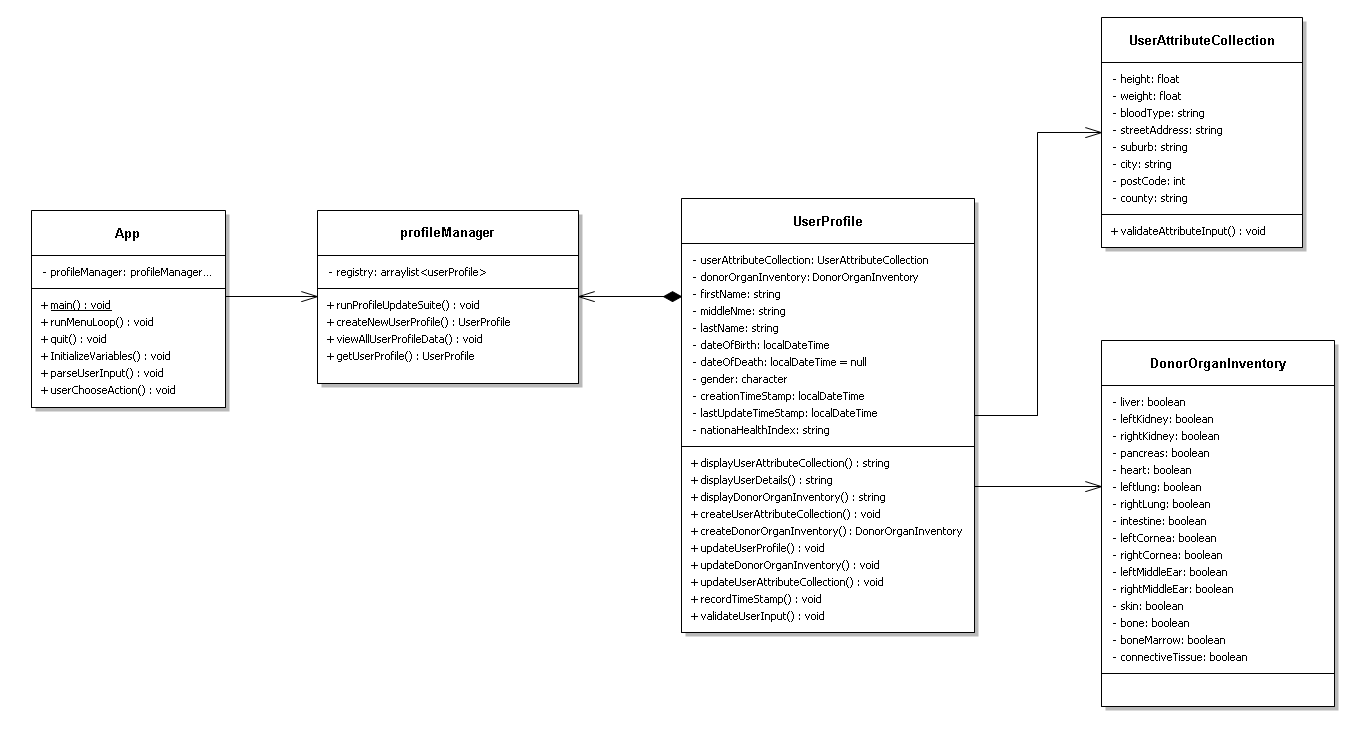 App
- profileManager: profileManager...
+ main() : void
+ runMenuLoop() : void
+ quit() : void
+ InitializeVariables() : void
+ parseUserInput() : void
+ userChooseAction() : void
profileManager
- registry: arraylist<userProfile>
+ runProfileUpdateSuite() : void
+ createNewUserProfile() : UserProfile
+ viewAllUserProfileData() : void
+ getUserProfile() : UserProfile
UserProfile
- userAttributeCollection: UserAttributeCollection
- donorOrganInventory: DonorOrganInventory
- firstName: string
- middleNme: string
- lastName: string
- dateOfBirth: localDateTime
- dateOfDeath: localDateTime = null
- gender: character
- creationTimeStamp: localDateTime
- lastUpdateTimeStamp: localDateTime
- nationaHealthIndex: string
+ displayUserAttributeCollection() : string
+ displayUserDetails() : string
+ displayDonorOrganInventory() : string
+ createUserAttributeCollection() : void
+ createDonorOrganInventory() : DonorOrganInventory
+ updateUserProfile() : void
+ updateDonorOrganInventory() : void
+ updateUserAttributeCollection() : void
+ recordTimeStamp() : void
+ validateUserInput() : void
UserAttributeCollection
- height: float
- weight: float
- bloodType: string
- streetAddress: string
- suburb: string
- city: string
- postCode: int
- county: string
+ validateAttributeInput() : void
DonorOrganInventory
- liver: boolean
- leftKidney: boolean
- rightKidney: boolean
- pancreas: boolean
- heart: boolean
- leftlung: boolean
- rightLung: boolean
- intestine: boolean
- leftCornea: boolean
- rightCornea: boolean
- leftMiddleEar: boolean
- rightMiddleEar: boolean
- skin: boolean
- bone: boolean
- boneMarrow: boolean
- connectiveTissue: boolean